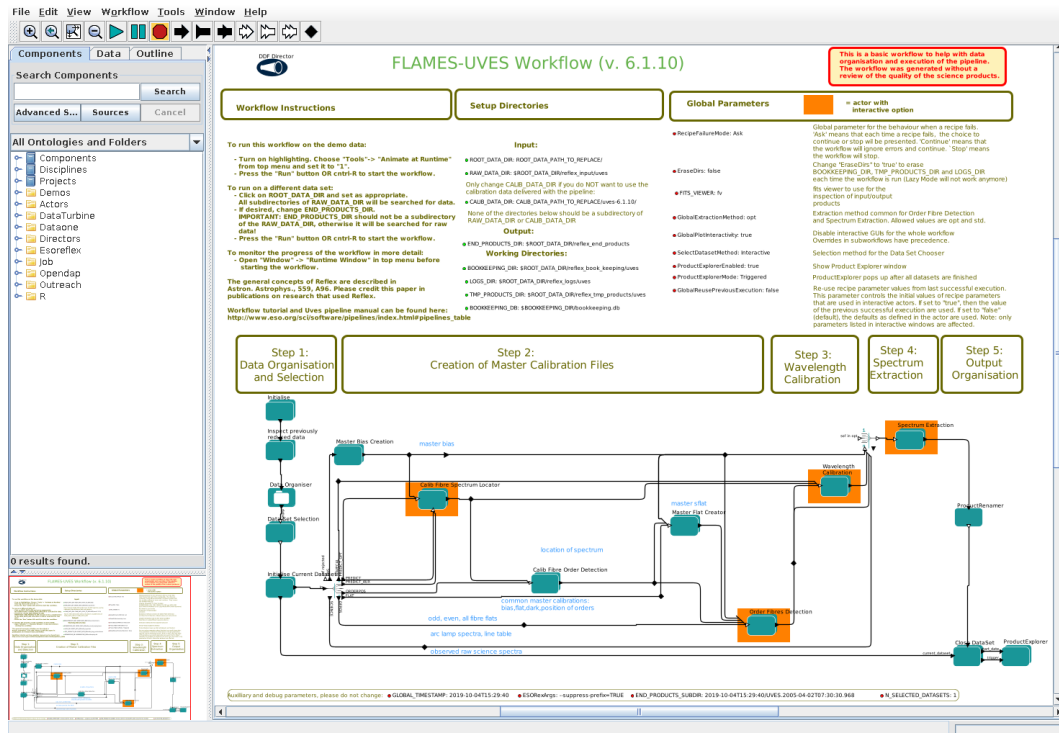 File Edit View Workflow Tools Window Help
Components Data Outline
Search Components
Search
Advanced S... Sources Cancel
All Ontologies and Folders
Components
Disciplines
Projects
Demos
Actors
DataTurbine
Dataone
Directors
Esoreflex
Job
Opendap
Outreach
R
0 results found.
DDF Director
FLAMES-UVES Workflow (v. 6.1.10)
This is a basic workflow to help with data
organisation and execution of the pipeline.
The workflow was generated without a
review of the quality of the science products.
Workflow Instructions
Setup Directories
Global Parameters
= actor with
interactive option
To run this workflow on the demo data:
- Turn on highlighting. Choose "Tools"-> "Animate at Runtime"
from top menu and set it to "1".
- Press the "Run" button OR cntrl-R to start the workflow.
To run on a different data set:
- Click on ROOT_DATA_DIR and set as appropriate.
All subdirectories of RAW_DATA_DIR will be searched for data.
- If desired, change END_PRODUCTS_DIR.
IMPORTANT: END_PRODUCTS_DIR should not be a subdirectory
of the RAW_DATA_DIR, otherwise it will be searched for raw
data!
- Press the "Run" button OR cntrl-R to start the workflow.
To monitor the progress of the workflow in more detail:
- Open "Window"-> "Runtime Window" in top menu before
starting the workflow.
The general concepts of Reflex are described in
Astron. Astrophys., 559, A96. Please credit this paper in
publications on research that used Reflex.
Workflow tutorial and Uves pipeline manual can be found here:
http://www.eso.org/sci/software/pipelines/index.html#pipelines_table
Input:
ROOT_DATA_DIR: ROOT_DATA_PATH_TO_REPLACE/
RAW_DATA_DIR: $ROOT_DATA_DIR/reflex_input/uves
Only change CALIB_DATA_DIR if you do NOT want to use the
calibration data delivered with the pipeline:
CALIB_DATA_DIR: CALIB_DATA_PATH_TO_REPLACE/uves-6.1.10/
None of the directories below should be a subdirectory of
RAW_DATA_DIR or CALIB_DATA_DIR
Output:
END_PRODUCTS_DIR: $ROOT_DATA_DIR/reflex_end_products
Working Directories:
BOOKKEEPING_DIR: $ROOT_DATA_DIR/reflex_book_keeping/uves
LOGS_DIR: $ROOT_DATA_DIR/reflex_logs/uves
TMP_PRODUCTS_DIR: $ROOT_DATA_DIR/reflex_tmp_products/uves
BOOKKEEPING_DB: $BOOKKEEPING_DIR/bookkeeping.db
RecipeFailureMode: Ask
EraseDirs: false
FITS_VIEWER: fv
GlobalExtractionMethod: opt
GlobalPlotInteractivity: true
SelectDatasetMethod: Interactive
ProductExplorerEnabled: true
ProductExplorerMode: Triggered
GlobalReusePreviousExecution: false
Global parameter for the behaviour when a recipe fails.
'Ask' means that each time a recipe fails, the choice to
continue or stop will be presented. 'Continue' means that
the workflow will ignore errors and continue. 'Stop' means
the workflow will stop.
Change "EraseDirs" to 'true' to erase
BOOKKEEPING_DIR, TMP_PRODUCTS_DIR and LOGS_DIR
each time the workflow is run (Lazy Mode will not work anymore)
fits viewer to use for the
inspection of input/output
products
Extraction method common for Order Fibre Detection
and Spectrum Extraction. Allowed values are opt and std.
Disable interactive GUIs for the whole workflow
Overrides in subworkflows have precedence.
Selection method for the Data Set Chooser
Show Product Explorer window
ProductExplorer pops up after all datasets are finished
Re-use recipe parameter values from last successful execution.
This parameter controls the initial values of recipe parameters
that are used in interactive actors. If set to "true", then the value
of the previous successful execution are used. If set to "false"
(default), the defaults as defined in the actor are used. Note: only
parameters listed in interactive windows are affected.
Step 1:
Data Organisation
and Selection
Step 2:
Creation of Master Calibration Files
Step 3:
Wavelength
Calibration
Step 4:
Spectrum
Extraction
Step 5:
Output
Organisation
Initialise
Inspect previously
reduced data
Data Organiser
Data Set Selection
Initialise Current Dataset
Master Bias Creation
master bias
Calib Fibre Spectrum Locator
Wavelength
Calibration
Spectrum Extraction
master sflat
Master Flat Creator
ProductRenamer
location of spectrum
Calib Fibre Order Detection
common master calibrations:
bias,flat,dark,position of orders
odd, even, all fibre flats
Order Fibres Detection
arc lamp spectra, line table
observed raw science spectra
Close DataSet
ProductExplorer
Auxiliary and debug parameters, please do not change:
GLOBAL_TIMESTAMP: 2019-10-04T15:29:40
ESORexArgs: --suppress-prefix=TRUE
END_PRODUCTS_SUBDIR: 2019-10-04T15:29:40/UVES.2005-04-02T07:30:30.968
N_SELECTED_DATASETS: 1